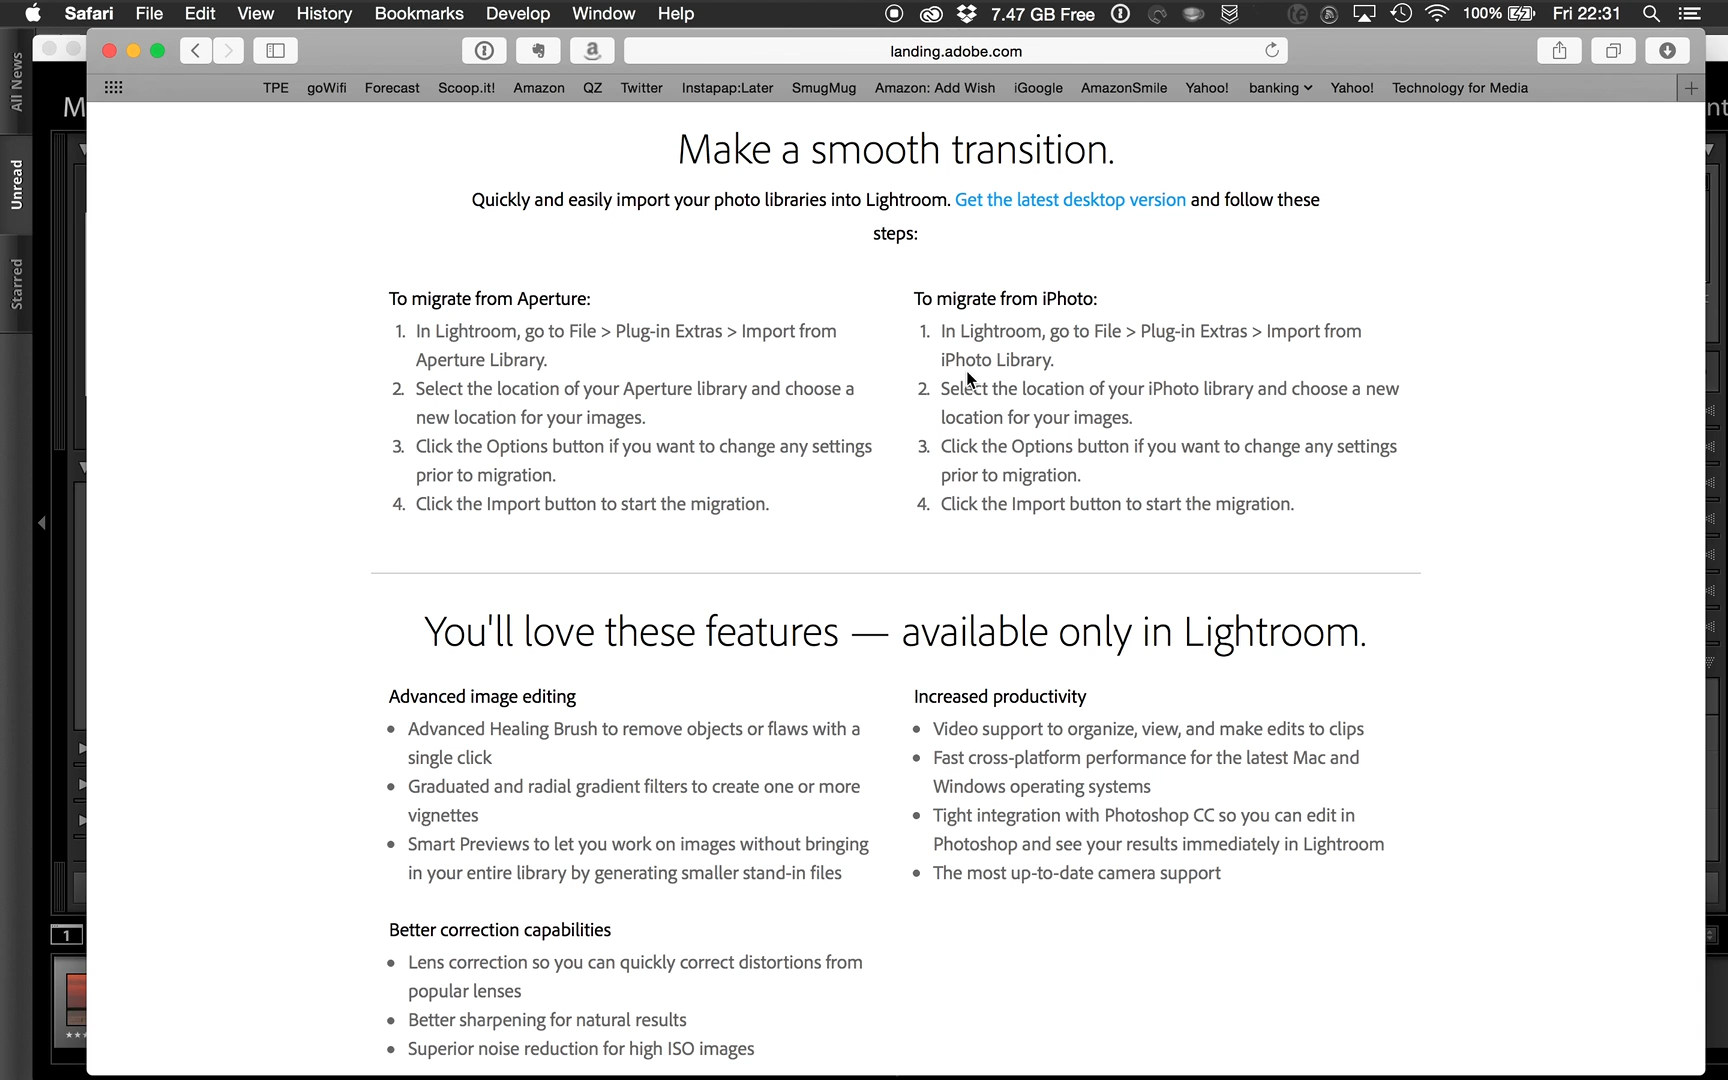 Safari File Edit View History Bookmarks Develop Window Help 7.47 GB Free 100% Fri 22:31
landing.adobe.com
TPE goWifi Forecast Scoop.it! Amazon QZ Twitter Instapap:Later SmugMug Amazon: Add Wish iGoogle AmazonSmile Yahoo! banking Yahoo! Technology for Media
All News
Unread
Starred
M
nt
Make a smooth transition.
Quickly and easily import your photo libraries into Lightroom. Get the latest desktop version and follow these
steps:
To migrate from Aperture:
1. In Lightroom, go to File > Plug-in Extras > Import from
Aperture Library.
2. Select the location of your Aperture library and choose a
new location for your images.
3. Click the Options button if you want to change any settings
prior to migration.
4. Click the Import button to start the migration.
To migrate from iPhoto:
1. In Lightroom, go to File > Plug-in Extras > Import from
iPhoto Library.
2. Select the location of your iPhoto library and choose a new
location for your images.
3. Click the Options button if you want to change any settings
prior to migration.
4. Click the Import button to start the migration.
You'll love these features — available only in Lightroom.
Advanced image editing
• Advanced Healing Brush to remove objects or flaws with a
single click
• Graduated and radial gradient filters to create one or more
vignettes
• Smart Previews to let you work on images without bringing
in your entire library by generating smaller stand-in files
Better correction capabilities
• Lens correction so you can quickly correct distortions from
popular lenses
• Better sharpening for natural results
• Superior noise reduction for high ISO images
Increased productivity
• Video support to organize, view, and make edits to clips
• Fast cross-platform performance for the latest Mac and
Windows operating systems
• Tight integration with Photoshop CC so you can edit in
Photoshop and see your results immediately in Lightroom
• The most up-to-date camera support
1